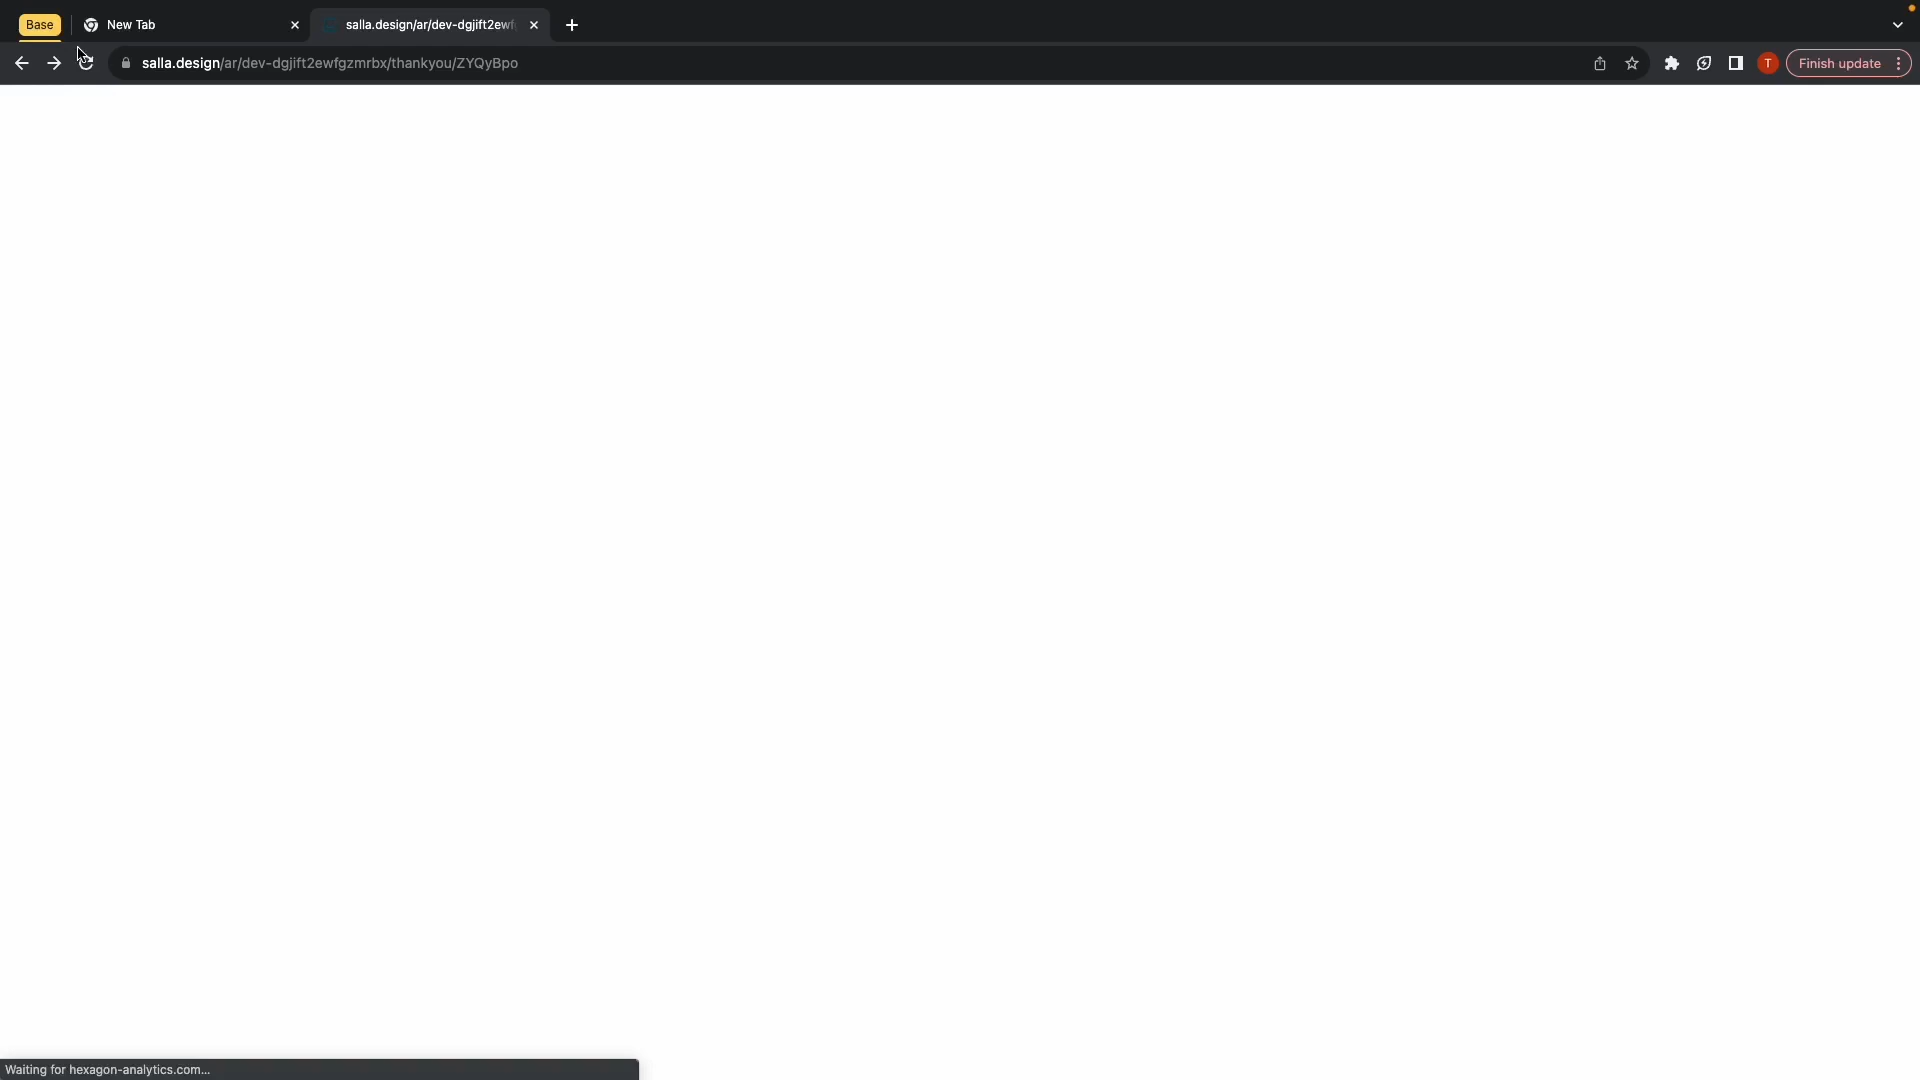 Base
New Tab
salla.design/ar/dev-dgjift2ewf
salla.design/ar/dev-dgjift2ewfgzmrbx/thankyou/ZYQyBpo
T
Finish update
Waiting for hexagon-analytics.com...